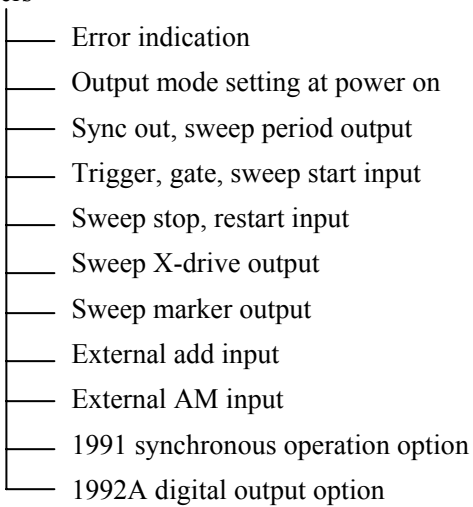 Error indication
Output mode setting at power on
Sync out, sweep period output
Trigger, gate, sweep start input
Sweep stop, restart input
Sweep X-drive output
Sweep marker output
External add input
External AM input
1991 synchronous operation option
1992A digital output option